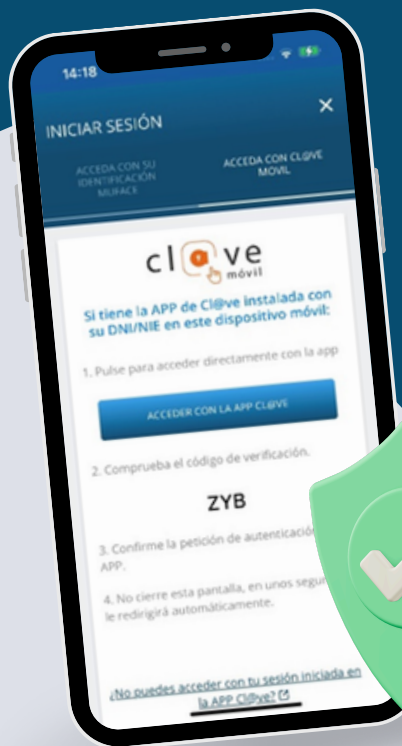 14:18
INICIAR SESIÓN
×
ACCEDA CON SU
IDENTIFICACIÓN
MUFACE
ACCEDA CON CL@VE
MOVIL
cl@ve
móvil
Si tiene la APP de Cl@ve instalada con
su DNI/NIE en este dispositivo móvil:
1. Pulse para acceder directamente con la app
ACCEDER CON LA APP CL@VE
2. Comprueba el código de verificación.
ZYB
3. Confirme la petición de autenticació
APP.
4. No cierre esta pantalla, en unos segu
le redirigirá automáticamente.
¿No puedes acceder con tu sesión iniciada en
la APP Cl@ve?